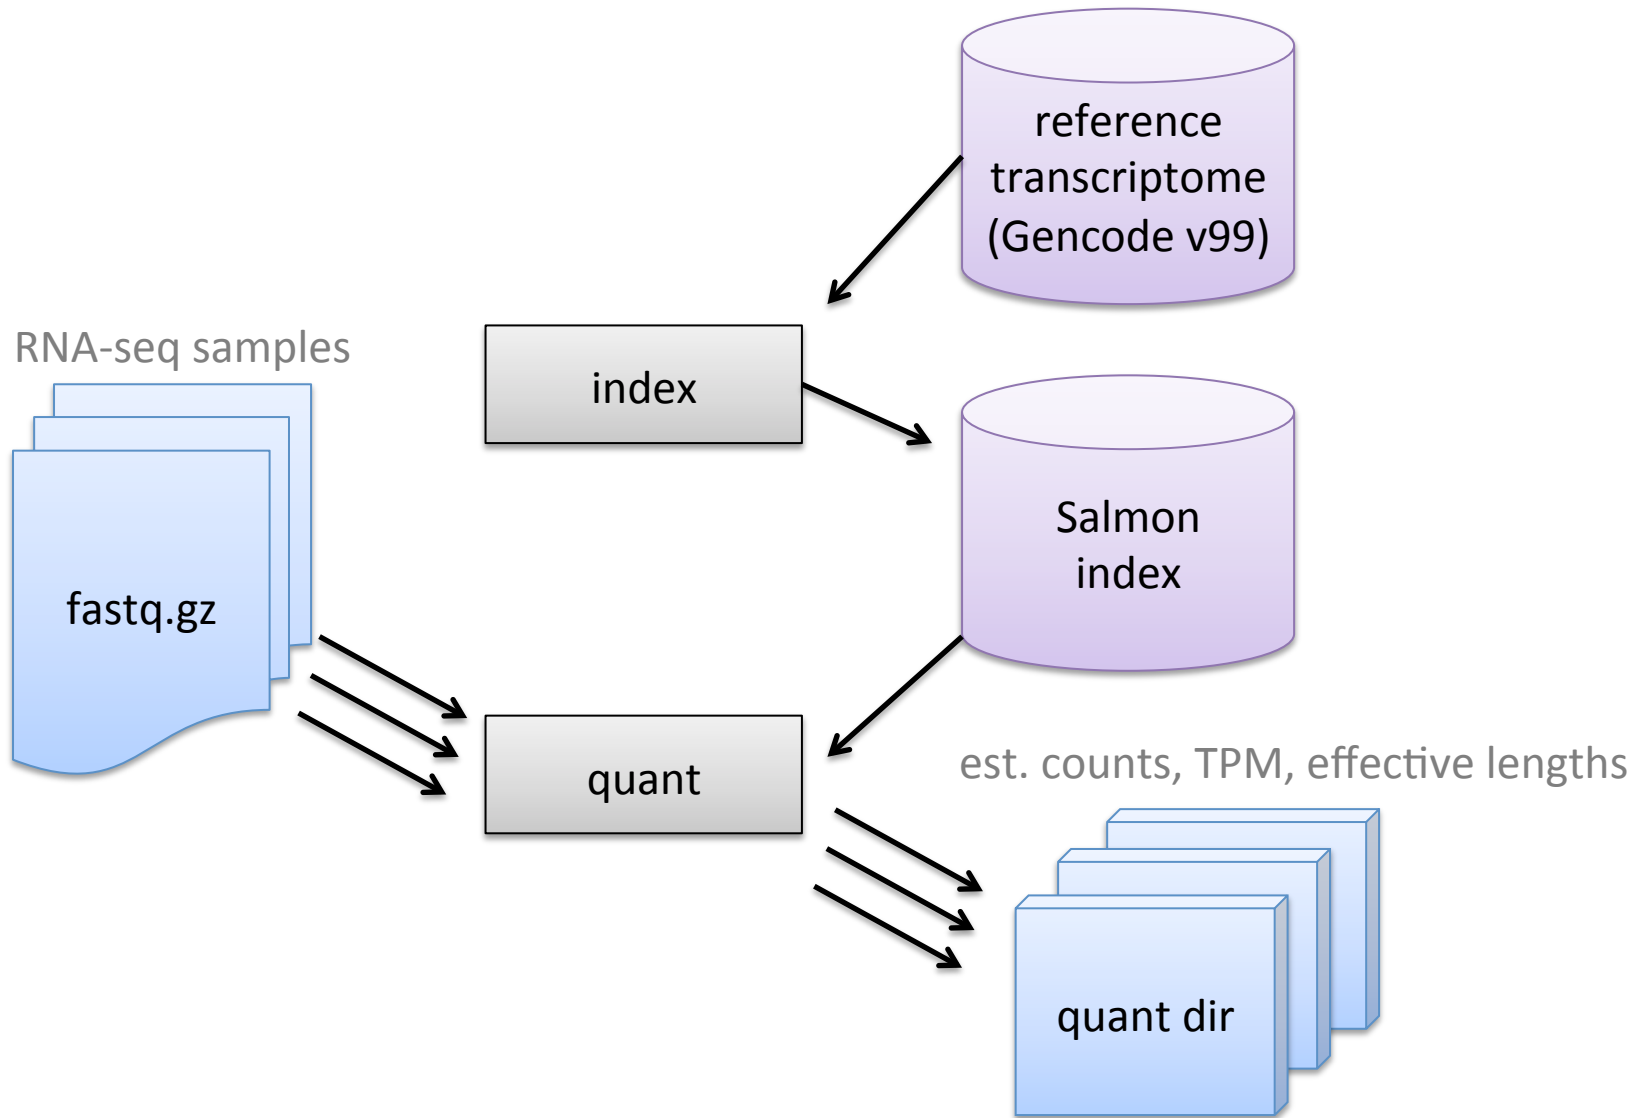 reference
transcriptome
(Gencode v99)
RNA-seq samples
index
Salmon
index
fastq.gz
quant
est. counts, TPM, effective lengths
quant dir